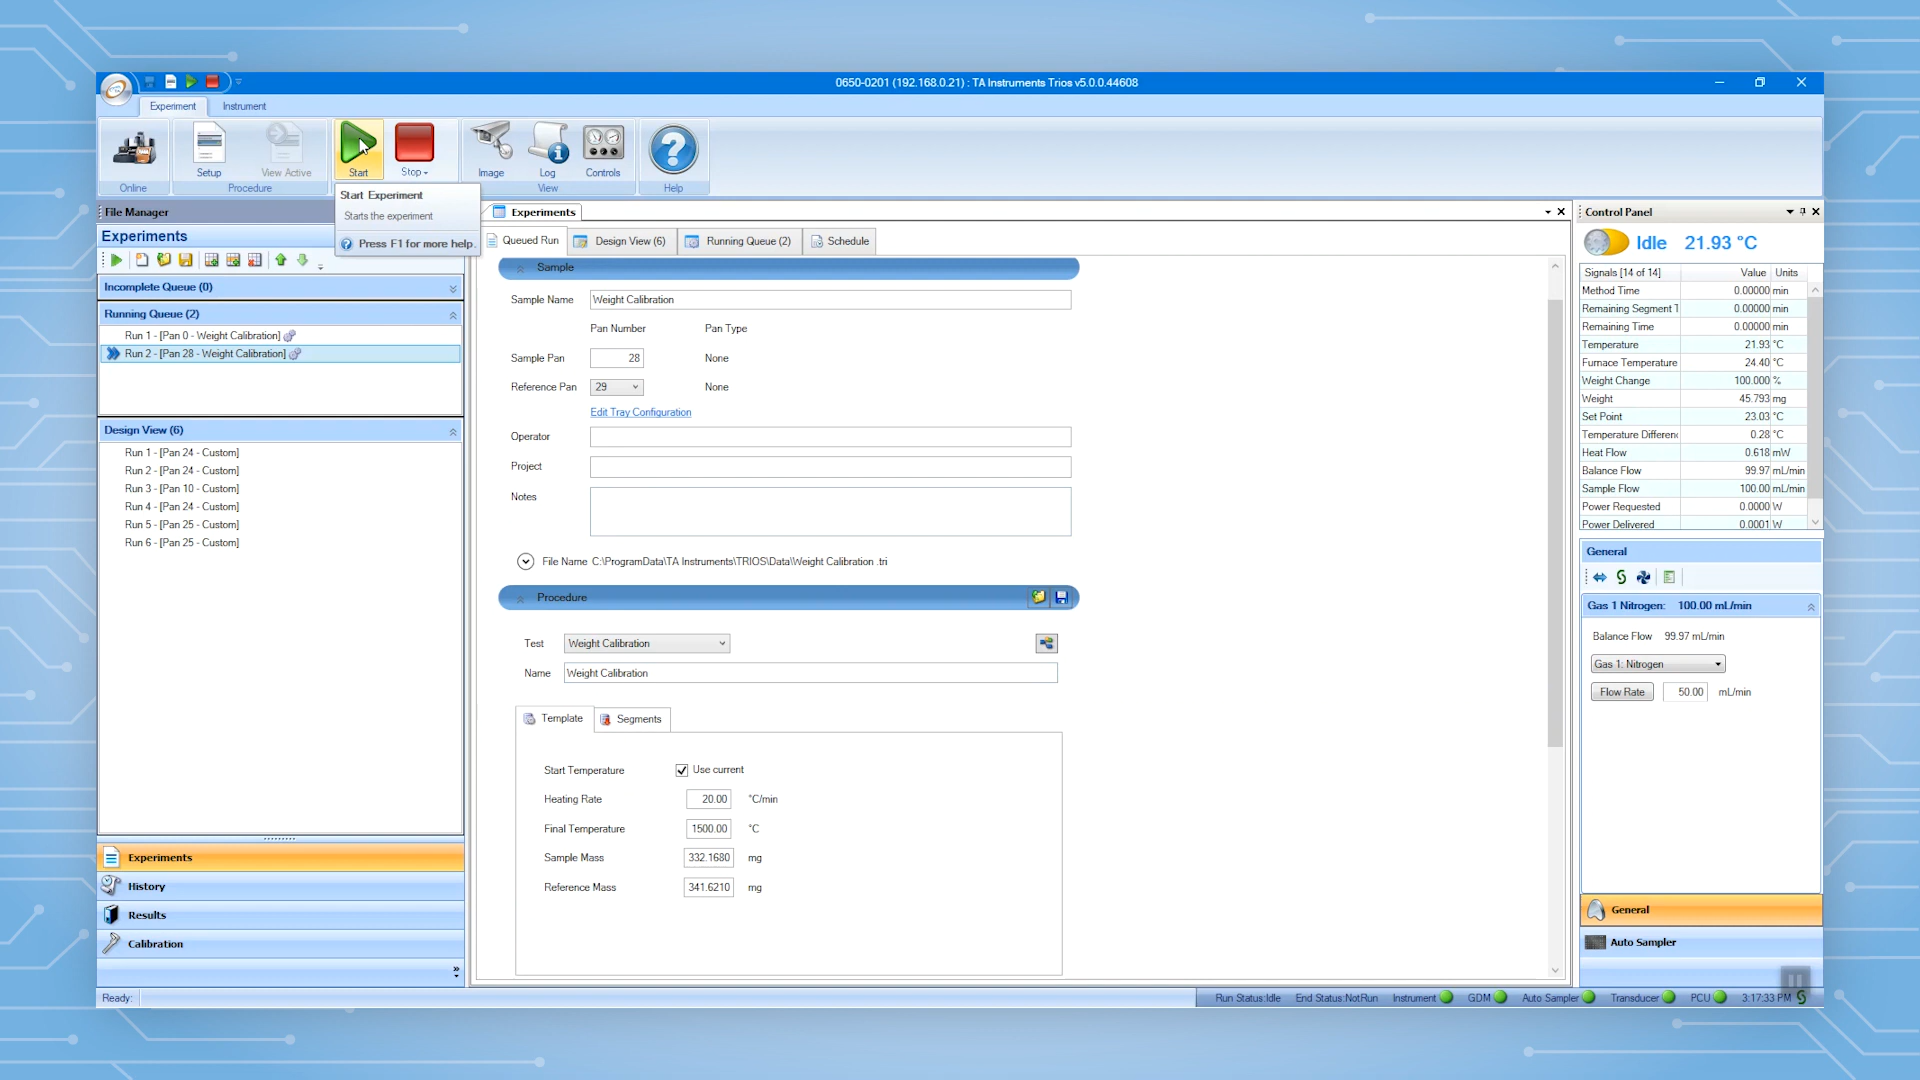 0650-0201 (192.168.0.21) : TA Instruments Trios v5.0.0.44608
Experiment Instrument
Setup View Active Start Stop Image Log Controls
Online Procedure View Help
Start Experiment
Starts the experiment
Press F1 for more help.
File Manager
Experiments
Incomplete Queue (0)
Running Queue (2)
Run 1 - [Pan 0 - Weight Calibration]
Run 2 - [Pan 28 - Weight Calibration]
Design View (6)
Run 1 - [Pan 24 - Custom]
Run 2 - [Pan 24 - Custom]
Run 3 - [Pan 10 - Custom]
Run 4 - [Pan 24 - Custom]
Run 5 - [Pan 25 - Custom]
Run 6 - [Pan 25 - Custom]
Experiments
History
Results
Calibration
Experiments
Queued Run Design View (6) Running Queue (2) Schedule
Sample
Sample Name Weight Calibration
Pan Number Pan Type
Sample Pan 28 None
Reference Pan 29 None
Edit Tray Configuration
Operator
Project
Notes
File Name C:\ProgramData\TA Instruments\TRIOS\Data\Weight Calibration .tri
Procedure
Test Weight Calibration
Name Weight Calibration
Template Segments
Start Temperature Use current
Heating Rate 20.00 °C/min
Final Temperature 1500.00 °C
Sample Mass 332.1680 mg
Reference Mass 341.6210 mg
Control Panel
Idle 21.93 °C
Signals [14 of 14] Value Units
Method Time 0.00000 min
Remaining Segment T 0.00000 min
Remaining Time 0.00000 min
Temperature 21.93 °C
Furnace Temperature 24.40 °C
Weight Change 100.000 %
Weight 45.793 mg
Set Point 23.03 °C
Temperature Differen 0.28 °C
Heat Flow 0.618 mW
Balance Flow 99.97 mL/min
Sample Flow 100.00 mL/min
Power Requested 0.0000 W
Power Delivered 0.0001 W
General
Gas 1 Nitrogen: 100.00 mL/min
Balance Flow 99.97 mL/min
Gas 1: Nitrogen
Flow Rate 50.00 mL/min
General
Auto Sampler
Ready: Run Status:Idle End Status:NotRun Instrument GDM Auto Sampler Transducer PCU 3:17:33 PM